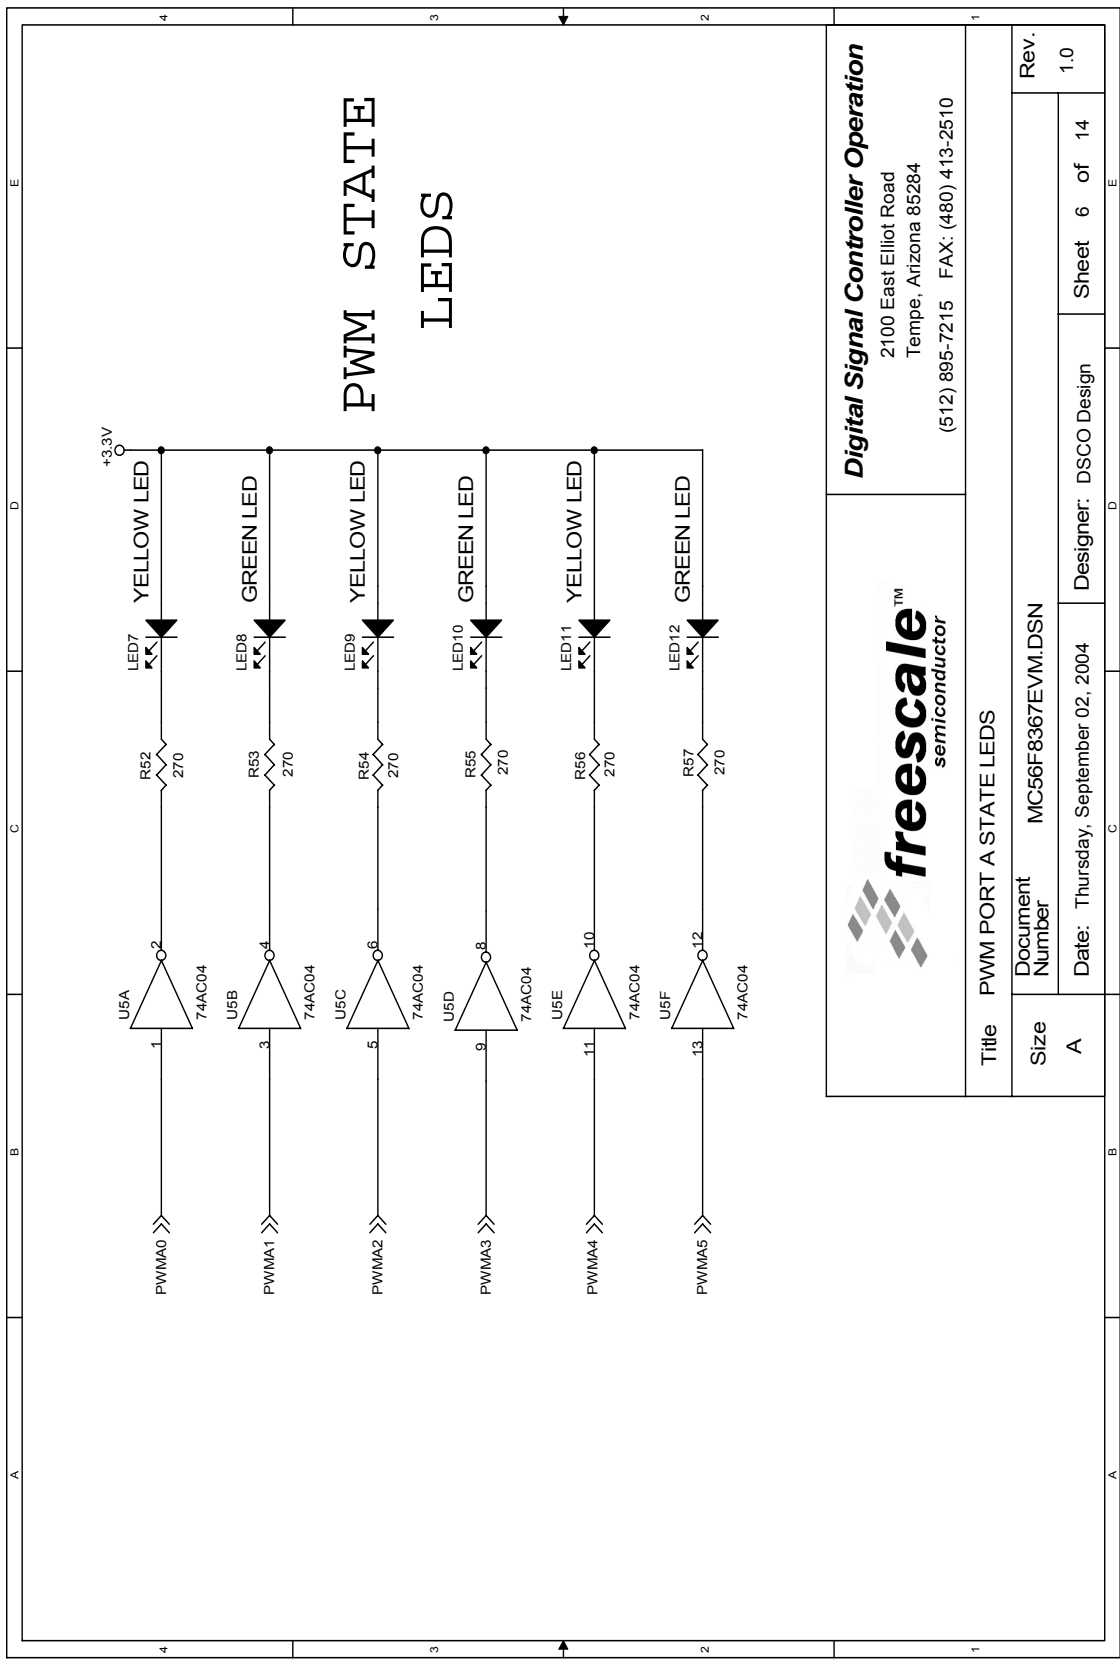 A
B
C
D
E
4
3
2
1
PWM STATE
LEDS
+3.3V
PWMA0
1
U5A
74AC04
2
R52
270
LED7
YELLOW LED
PWMA1
3
U5B
74AC04
4
R53
270
LED8
GREEN LED
PWMA2
5
U5C
74AC04
6
R54
270
LED9
YELLOW LED
PWMA3
9
U5D
74AC04
8
R55
270
LED10
GREEN LED
PWMA4
11
U5E
74AC04
10
R56
270
LED11
YELLOW LED
PWMA5
13
U5F
74AC04
12
R57
270
LED12
GREEN LED
freescale™
semiconductor
Digital Signal Controller Operation
2100 East Elliot Road
Tempe, Arizona 85284
(512) 895-7215 FAX: (480) 413-2510
Title PWM PORT A STATE LEDS
Size
A
Document
Number
MC56F8367EVM.DSN
Rev.
1.0
Date: Thursday, September 02, 2004
Designer: DSCO Design
Sheet 6 of 14
4
3
2
1
A
B
C
D
E